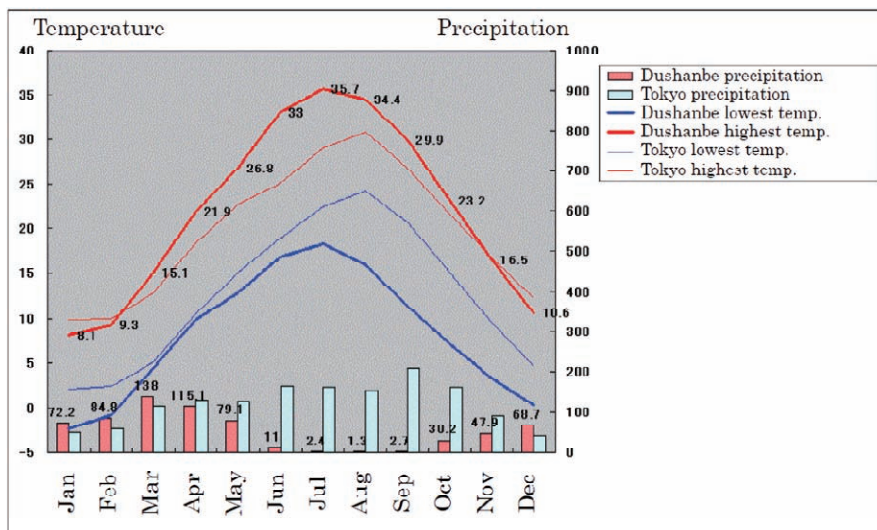 Temperature Precipitation
40
35
30
25
20
15
10
5
0
-5
1000
900
800
700
600
500
400
300
200
100
0
Dushanbe precipitation
Tokyo precipitation
Dushanbe lowest temp.
Dushanbe highest temp.
Tokyo lowest temp.
Tokyo highest temp.
8.1
9.3
15.1
21.9
26.8
33
35.7
34.4
29.9
23.2
16.5
10.6
72.2
84.8
138
115.1
79.1
11
2.4
1.3
2.7
30.2
47.9
68.7
Jan
Feb
Mar
Apr
May
Jun
Jul
Aug
Sep
Oct
Nov
Dec